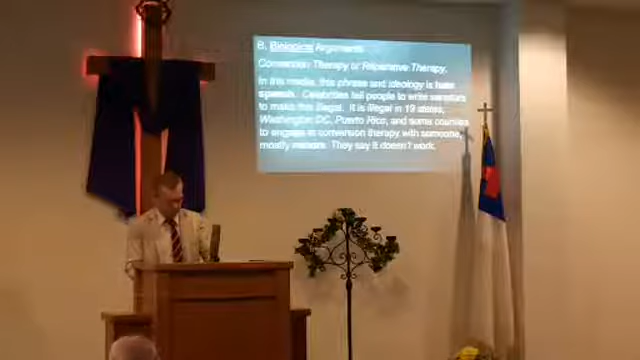 B. Biological Arguments
Conversion Therapy or Reparative Therapy.
In the media, this phrase and ideology is hate
speech. Celebrities tell people to write senators
to make this illegal. It is illegal in 19 states,
Washington DC, Puerto Rico, and some counties
to engage in conversion therapy with someone,
mostly minors. They say it doesn't work.